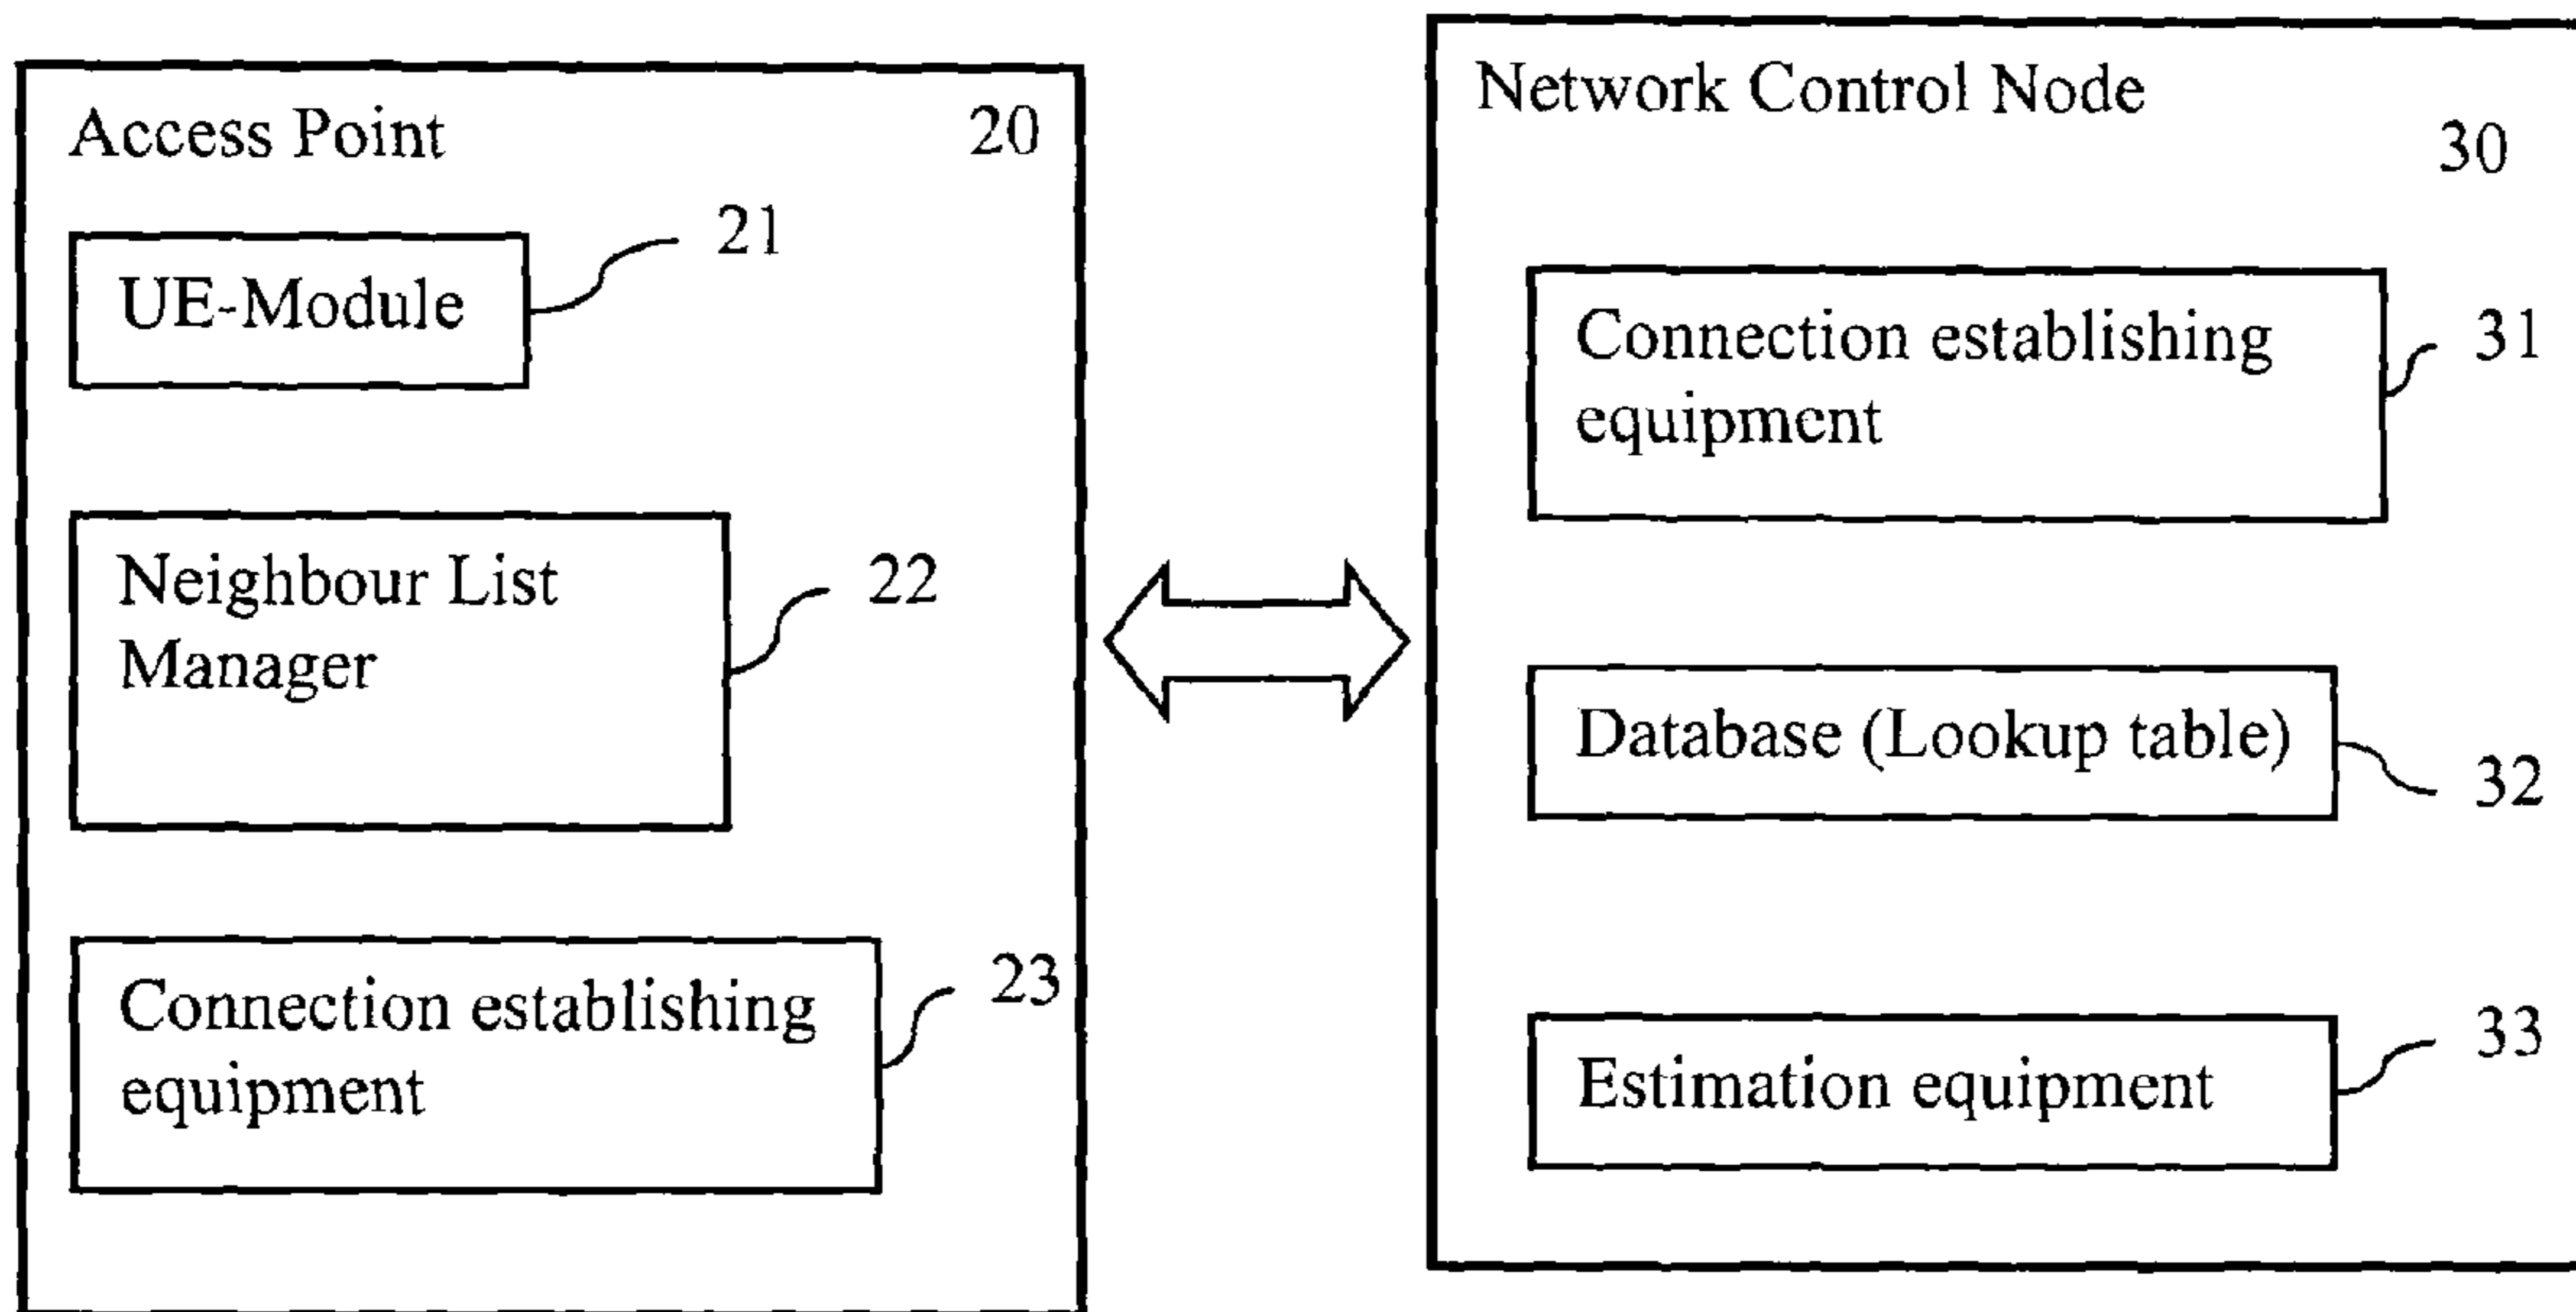 Access Point 20
UE-Module
21
Neighbour List
Manager
22
Connection establishing
equipment
23
Network Control Node
30
Connection establishing
equipment
31
Database (Lookup table)
32
Estimation equipment
33